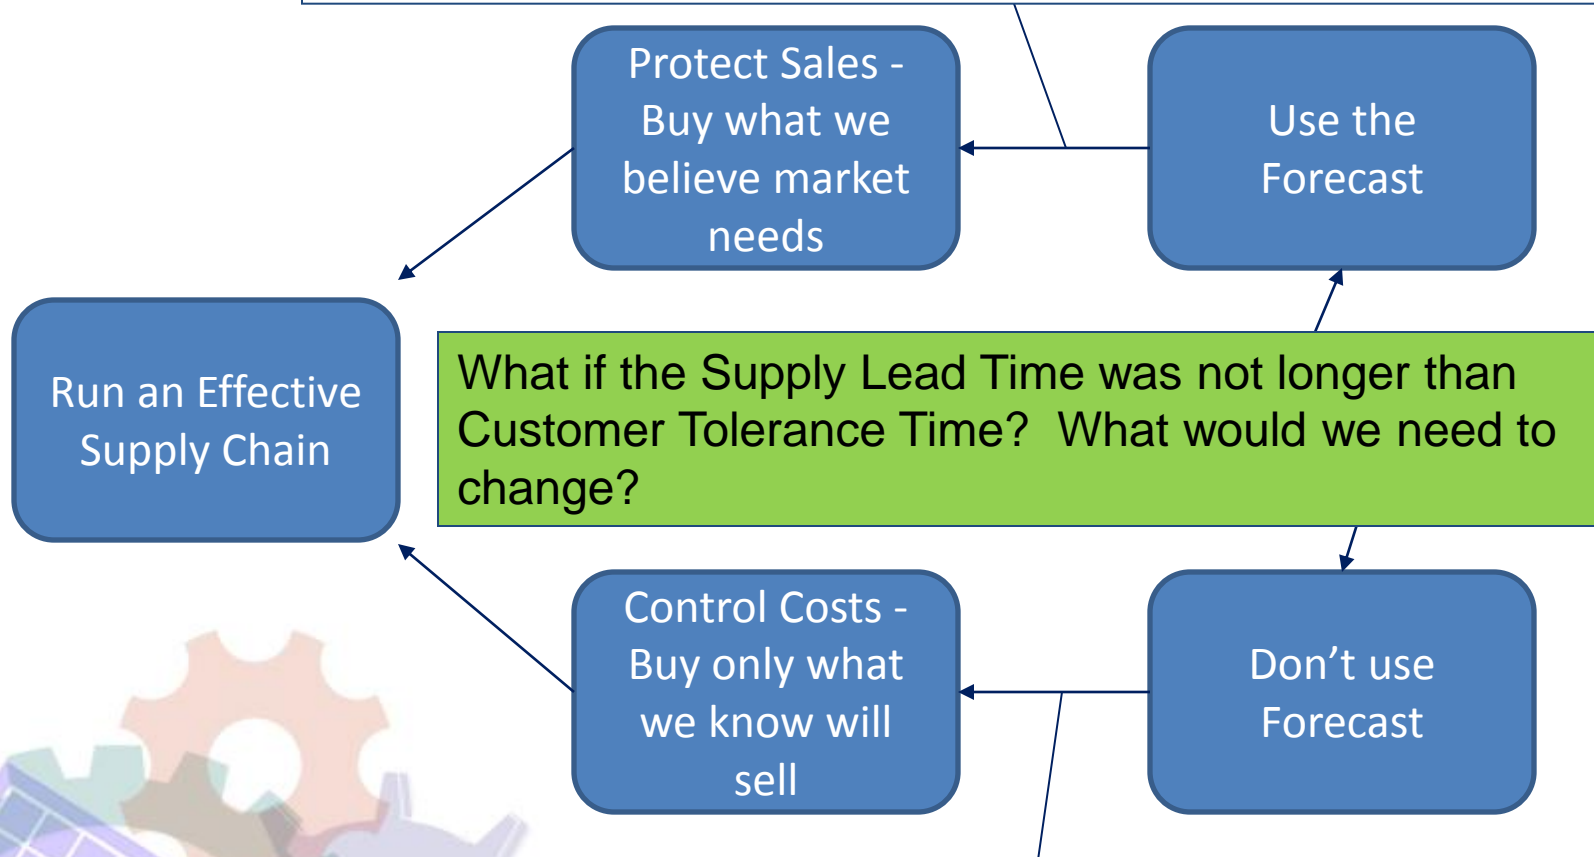 Protect Sales -
Buy what we
believe market
needs
Use the
Forecast
Run an Effective
Supply Chain
What if the Supply Lead Time was not longer than
Customer Tolerance Time?  What would we need to
change?
Control Costs -
Buy only what
we know will
sell
Don’t use
Forecast